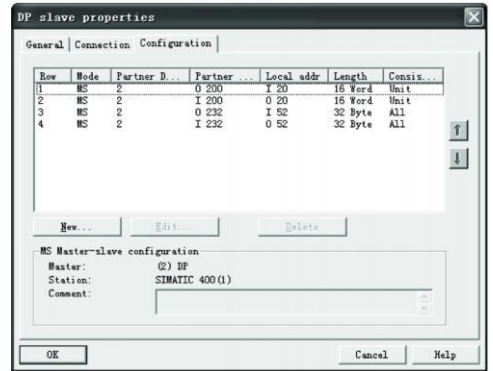 DP slave properties
General Connection Configuration
Row Mode Partner D... Partner ... Local addr Length Consis...
1 MS 2 O 200 I 20 16 Word Unit
2 MS 2 I 200 O 20 16 Word Unit
3 MS 2 O 232 I 52 32 Byte All
4 MS 2 I 232 O 52 32 Byte All
New... Edit... Delete
MS Master-slave configuration
Master: (2) DP
Station: SIMATIC 400(1)
Comment:
OK Cancel Help